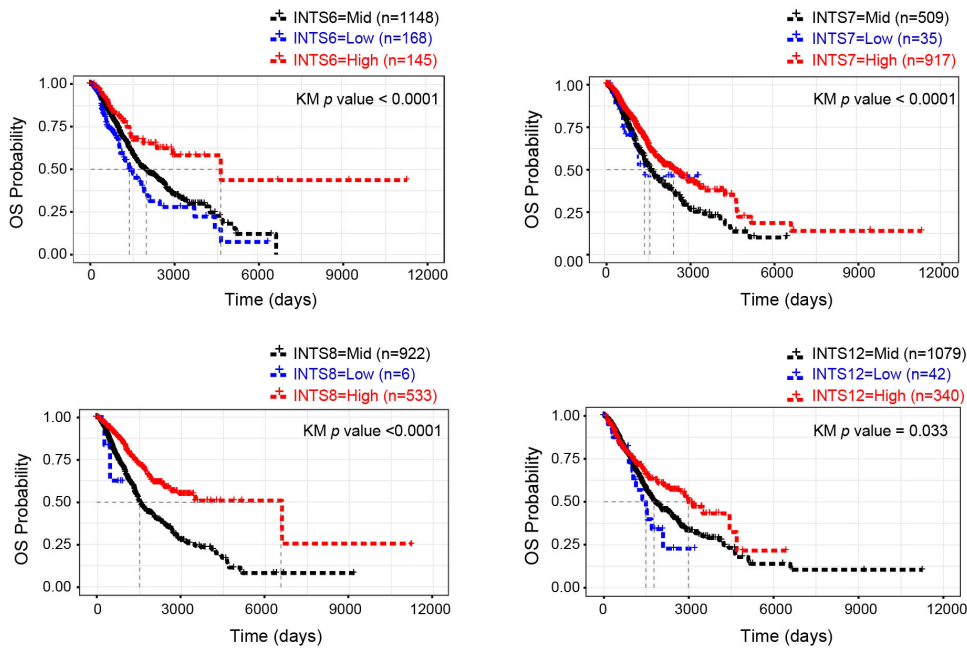 INTS6=Mid (n=1148)
INTS6=Low (n=168)
INTS6=High (n=145)
KM p value < 0.0001
OS Probability
1.00
0.75
0.50
0.25
0.00
0 3000 6000 9000 12000
Time (days)
INTS7=Mid (n=509)
INTS7=Low (n=35)
INTS7=High (n=917)
KM p value < 0.0001
OS Probability
1.00
0.75
0.50
0.25
0.00
0 3000 6000 9000 12000
Time (days)
INTS8=Mid (n=922)
INTS8=Low (n=6)
INTS8=High (n=533)
KM p value <0.0001
OS Probability
1.00
0.75
0.50
0.25
0.00
0 3000 6000 9000 12000
Time (days)
INTS12=Mid (n=1079)
INTS12=Low (n=42)
INTS12=High (n=340)
KM p value = 0.033
OS Probability
1.00
0.75
0.50
0.25
0.00
0 3000 6000 9000 12000
Time (days)